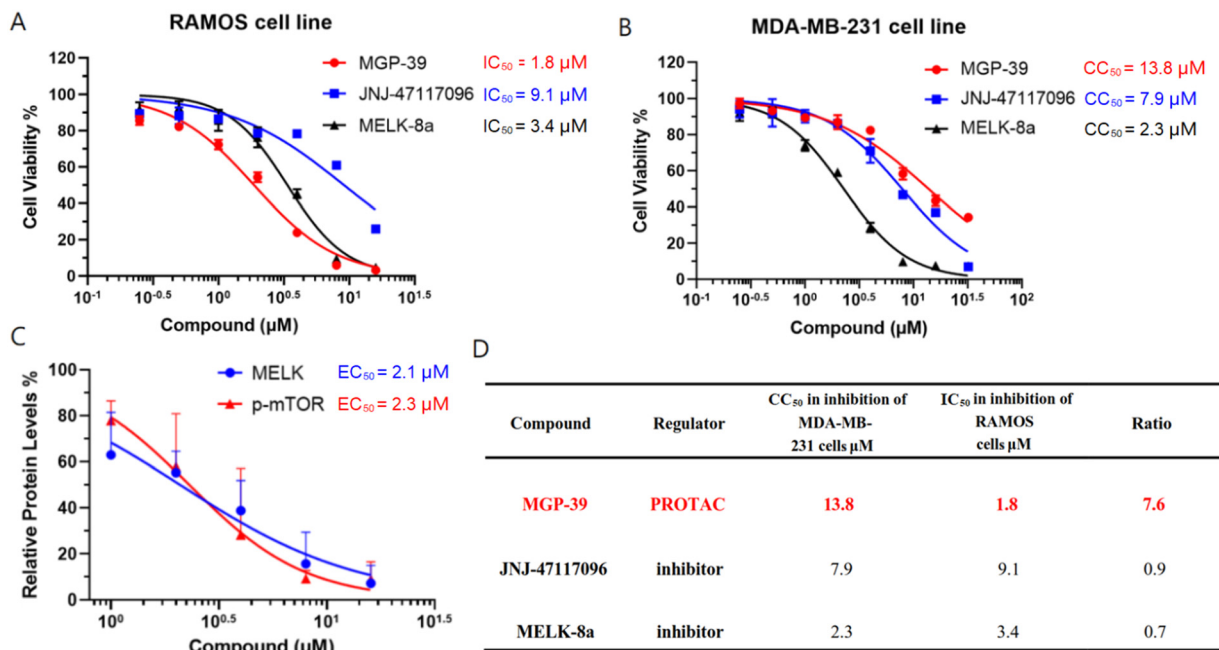 A
RAMOS cell line
MGP-39 IC50 = 1.8 μM
JNJ-47117096 IC50 = 9.1 μM
MELK-8a IC50 = 3.4 μM
Cell Viability %
120
100
80
60
40
20
0
10-1 10-0.5 100 100.5 101 101.5
Compound (μM)
B
MDA-MB-231 cell line
MGP-39 CC50 = 13.8 μM
JNJ-47117096 CC50 = 7.9 μM
MELK-8a CC50 = 2.3 μM
Cell Viability %
120
100
80
60
40
20
0
10-1 10-0.5 100 100.5 101 101.5 102
Compound (μM)
C
MELK EC50 = 2.1 μM
p-mTOR EC50 = 2.3 μM
Relative Protein Levels %
100
80
60
40
20
0
100 100.5 101 101.5
Compound (μM)
D
Compound Regulator CC50 in inhibition of MDA-MB-231 cells μM IC50 in inhibition of RAMOS cells μM Ratio
MGP-39 PROTAC 13.8 1.8 7.6
JNJ-47117096 inhibitor 7.9 9.1 0.9
MELK-8a inhibitor 2.3 3.4 0.7